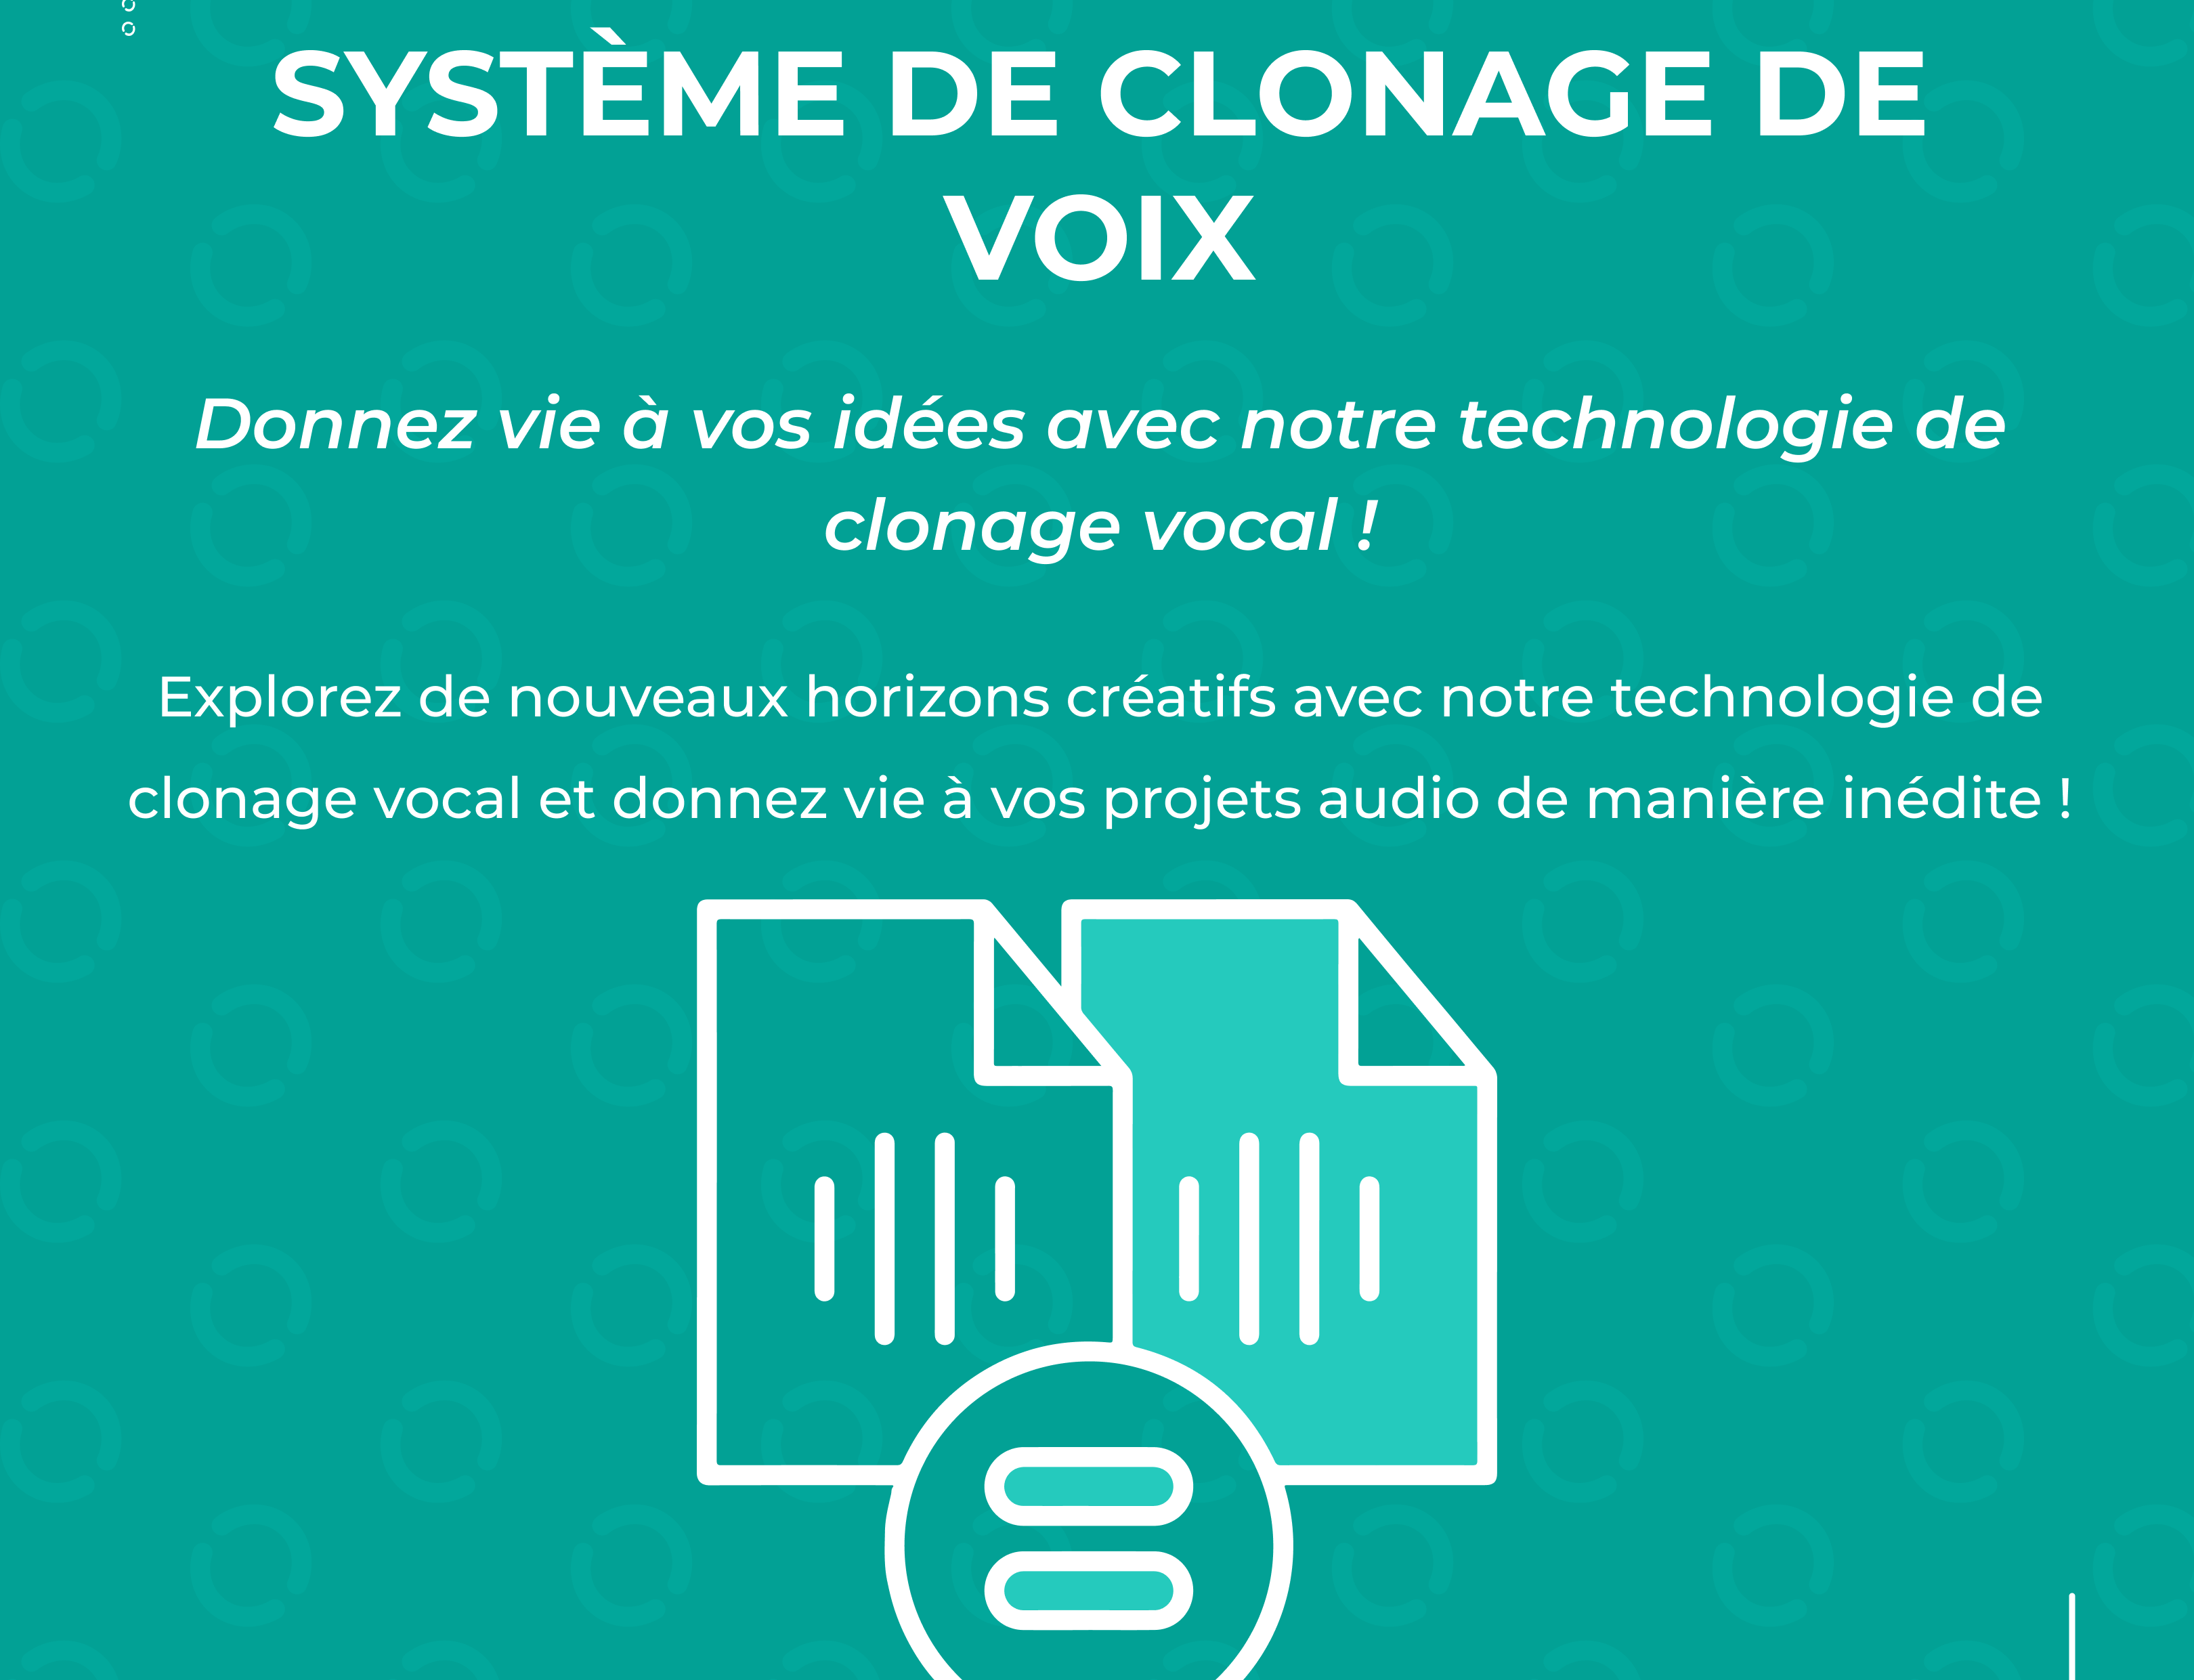 SYSTÈME DE CLONAGE DE
VOIX
Donnez vie à vos idées avec notre technologie de
clonage vocal !
Explorez de nouveaux horizons créatifs avec notre technologie de
clonage vocal et donnez vie à vos projets audio de manière inédite !